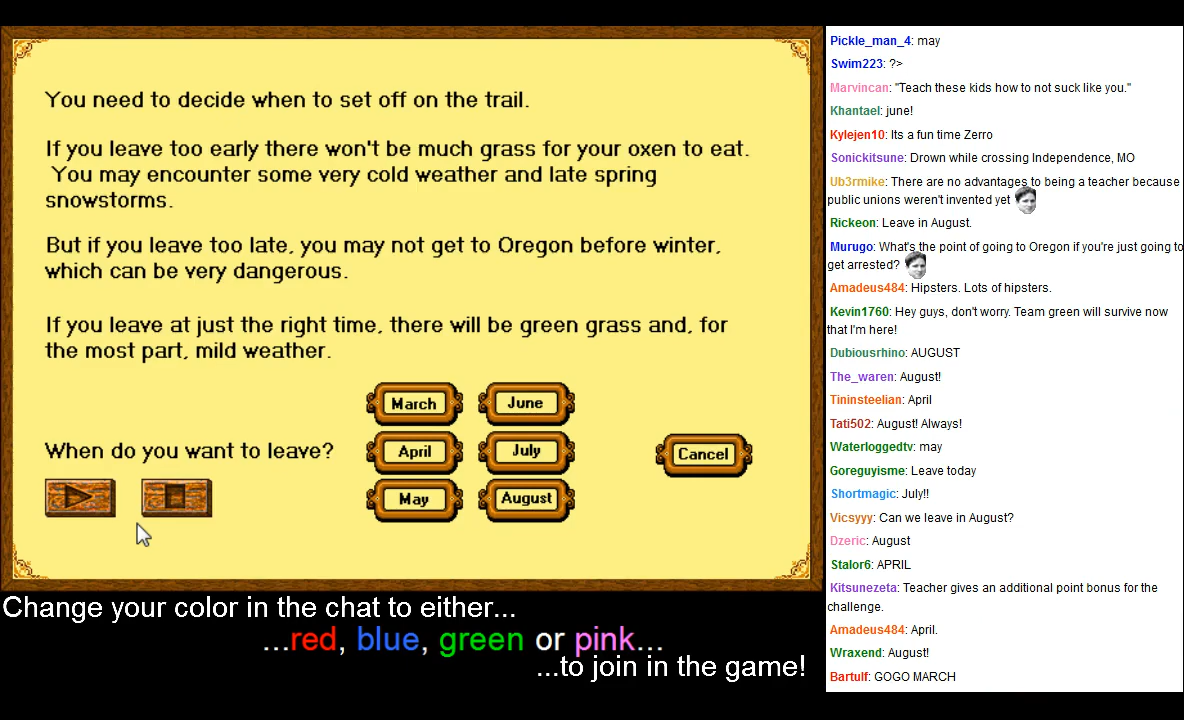 You need to decide when to set off on the trail.
If you leave too early there won't be much grass for your oxen to eat.
You may encounter some very cold weather and late spring
snowstorms.
But if you leave too late, you may not get to Oregon before winter,
which can be very dangerous.
If you leave at just the right time, there will be green grass and, for
the most part, mild weather.
When do you want to leave?
March
June
April
July
May
August
Cancel
Change your color in the chat to either...
...red, blue, green or pink...
...to join in the game!
Pickle_man_4: may
Swim223: ?>
Marvincan: "Teach these kids how to not suck like you."
Khantael: june!
Kylejen10: Its a fun time Zerro
Sonickitsune: Drown while crossing Independence, MO
Ub3rmike: There are no advantages to being a teacher because
public unions weren't invented yet
Rickeon: Leave in August.
Murugo: What's the point of going to Oregon if you're just going to
get arrested?
Amadeus484: Hipsters. Lots of hipsters.
Kevin1760: Hey guys, don't worry. Team green will survive now
that I'm here!
Dubiousrhino: AUGUST
The_waren: August!
Tininsteelian: April
Tati502: August! Always!
Waterloggedtv: may
Goreguyisme: Leave today
Shortmagic: July!!
Vicsyyy: Can we leave in August?
Dzeric: August
Stalor6: APRIL
Kitsunezeta: Teacher gives an additional point bonus for the
challenge.
Amadeus484: April.
Wraxend: August!
Bartulf: GOGO MARCH